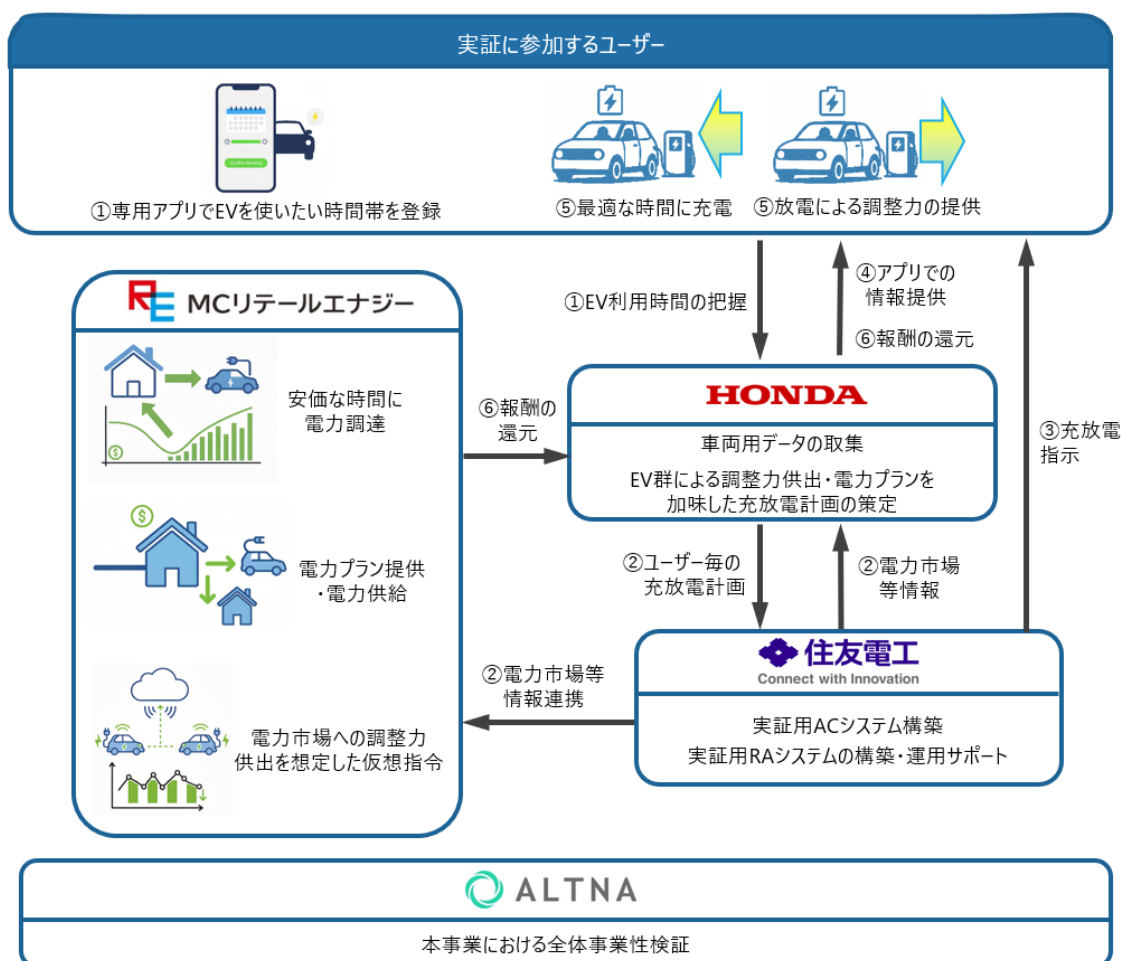 実証に参加するユーザー
①専用アプリでEVを使いたい時間帯を登録
⑤最適な時間に充電
⑤放電による調整力の提供
①EV利用時間の把握
④アプリでの
情報提供
⑥報酬の還元
③充放電
指示
RE MCリテールエナジー
安価な時間に
電力調達
電力プラン提供
・電力供給
電力市場への調整力
供出を想定した仮想指令
⑥報酬の
還元
HONDA
車両用データの取集
EV群による調整力供出・電力プランを
加味した充放電計画の策定
②ユーザー毎の
充放電計画
②電力市場
等情報
②電力市場等
情報連携
住友電工
Connect with Innovation
実証用ACシステム構築
実証用RAシステムの構築・運用サポート
ALTNA
本事業における全体事業性検証